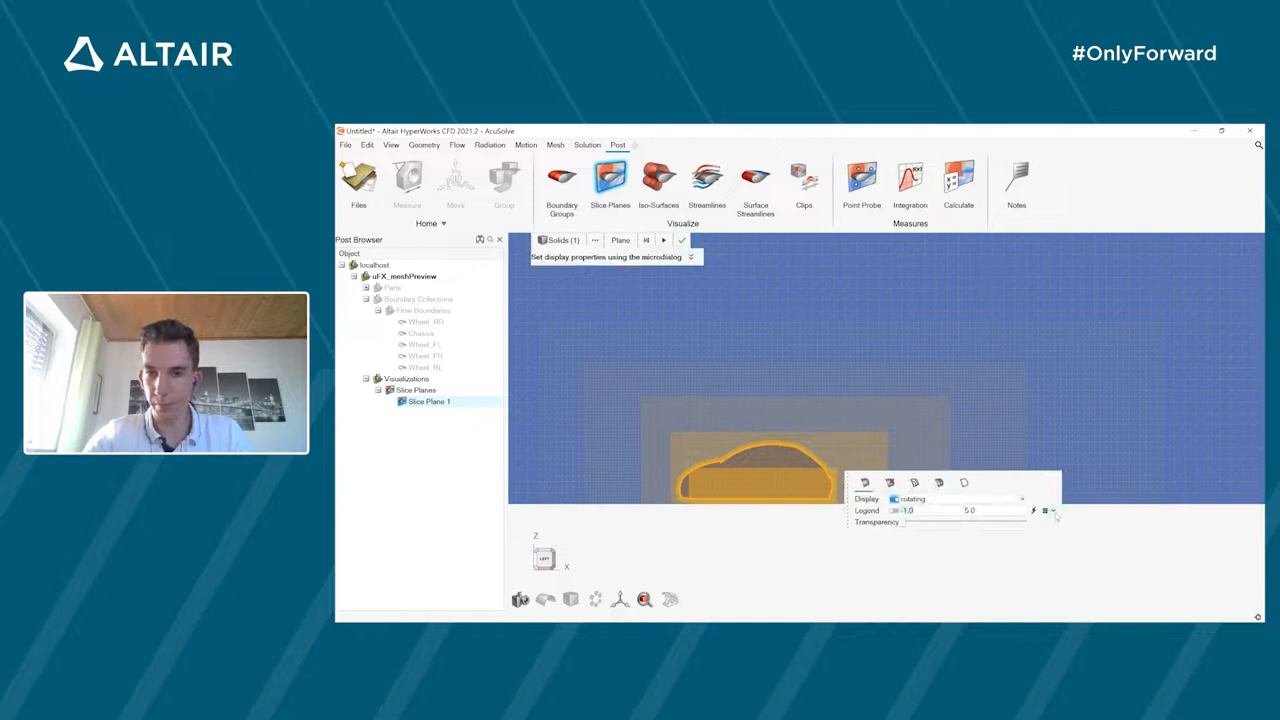 ALTAIR
#OnlyForward
Untitled* - Altair HyperWorks CFD 2021.2 - AcuSolve
File Edit View Geometry Flow Radiation Motion Mesh Solution Post
Files Measure Move Group Boundary Groups Slice Planes Iso-Surfaces Streamlines Surface Streamlines Clips Point Probe Integration Calculate Notes
Home Visualize Measures
Post Browser
Solids (1) ... Plane
Set display properties using the microdialog
Object
localhost
uFX_meshPreview
Parts
Boundary Collections
Flow Boundaries
Wheel_RR
Chassis
Wheel_FL
Wheel_FR
Wheel_RL
Visualizations
Slice Planes
Slice Plane 1
Display rotating
Legend -1.0 5.0
Transparency
Z
LEFT
X